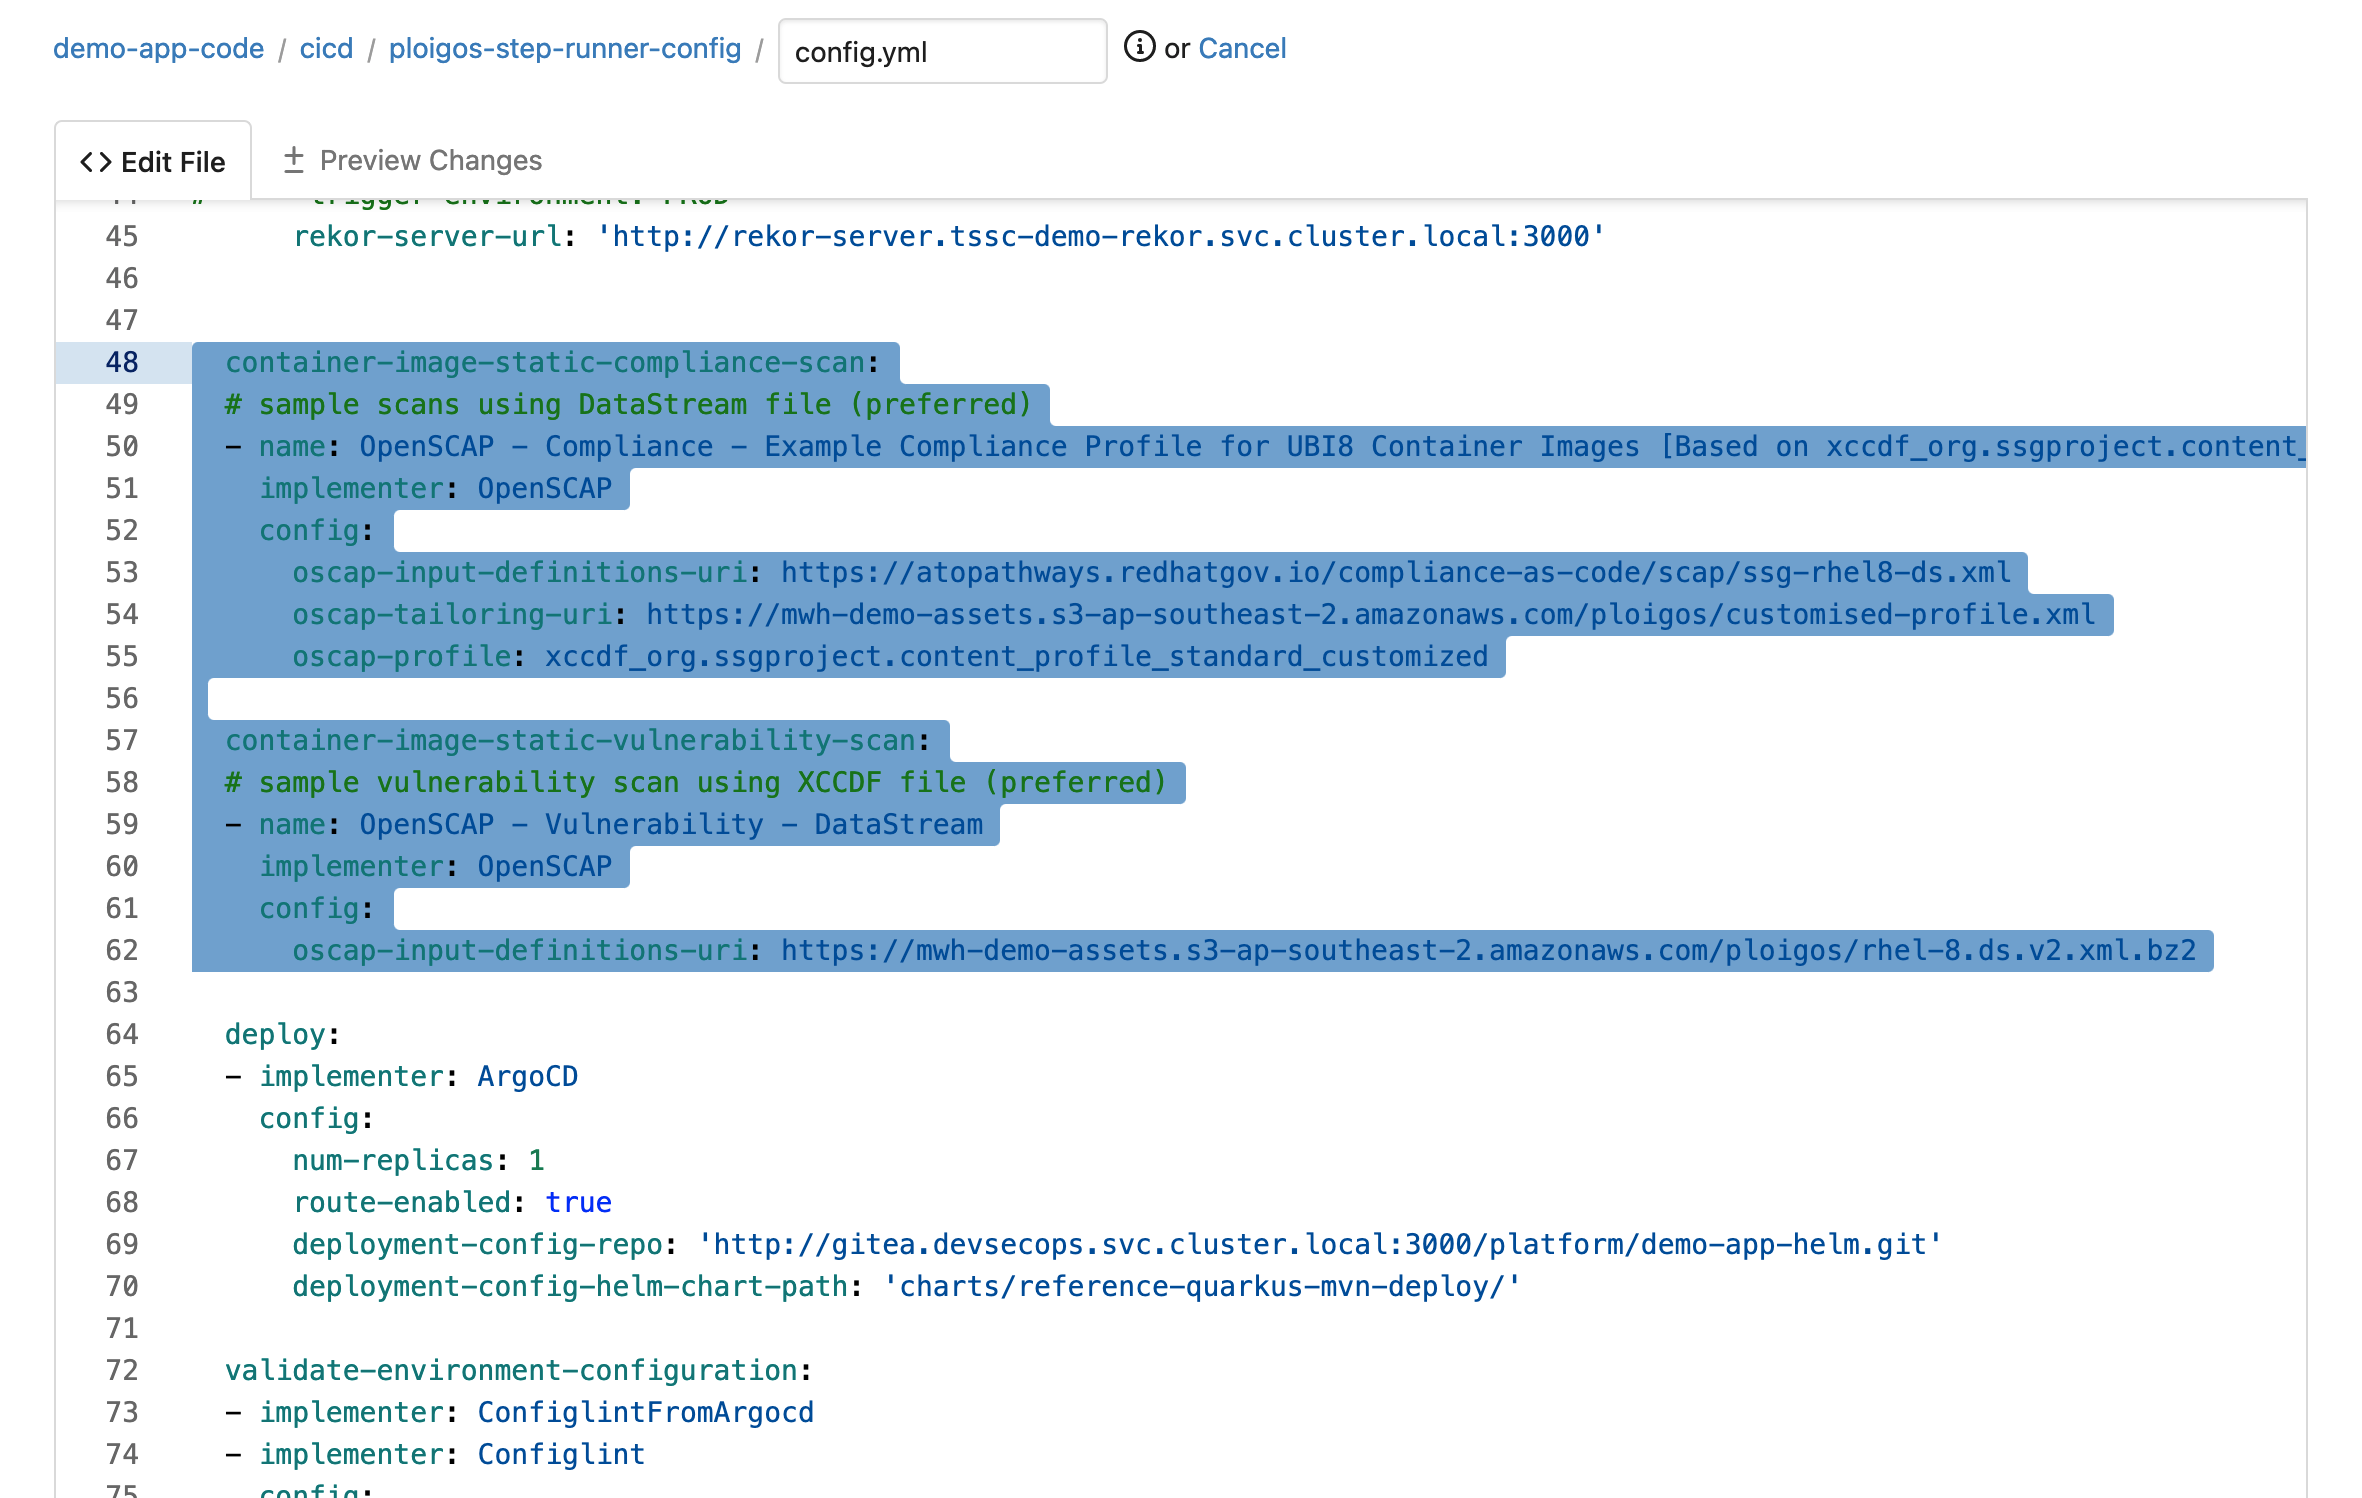 demo-app-code / cicd / ploigos-step-runner-config / config.yml or Cancel
<> Edit File ± Preview Changes
44 # trigger-environment: PROD
45 rekor-server-url: 'http://rekor-server.tssc-demo-rekor.svc.cluster.local:3000'
46
47
48 container-image-static-compliance-scan:
49 # sample scans using DataStream file (preferred)
50 - name: OpenSCAP - Compliance - Example Compliance Profile for UBI8 Container Images [Based on xccdf_org.ssgproject.content_
51 implementer: OpenSCAP
52 config:
53 oscap-input-definitions-uri: https://atopathways.redhatgov.io/compliance-as-code/scap/ssg-rhel8-ds.xml
54 oscap-tailoring-uri: https://mwh-demo-assets.s3-ap-southeast-2.amazonaws.com/ploigos/customised-profile.xml
55 oscap-profile: xccdf_org.ssgproject.content_profile_standard_customized
56
57 container-image-static-vulnerability-scan:
58 # sample vulnerability scan using XCCDF file (preferred)
59 - name: OpenSCAP - Vulnerability - DataStream
60 implementer: OpenSCAP
61 config:
62 oscap-input-definitions-uri: https://mwh-demo-assets.s3-ap-southeast-2.amazonaws.com/ploigos/rhel-8.ds.v2.xml.bz2
63
64 deploy:
65 - implementer: ArgoCD
66 config:
67 num-replicas: 1
68 route-enabled: true
69 deployment-config-repo: 'http://gitea.devsecops.svc.cluster.local:3000/platform/demo-app-helm.git'
70 deployment-config-helm-chart-path: 'charts/reference-quarkus-mvn-deploy/'
71
72 validate-environment-configuration:
73 - implementer: ConfiglintFromArgocd
74 - implementer: Configlint
75 config: